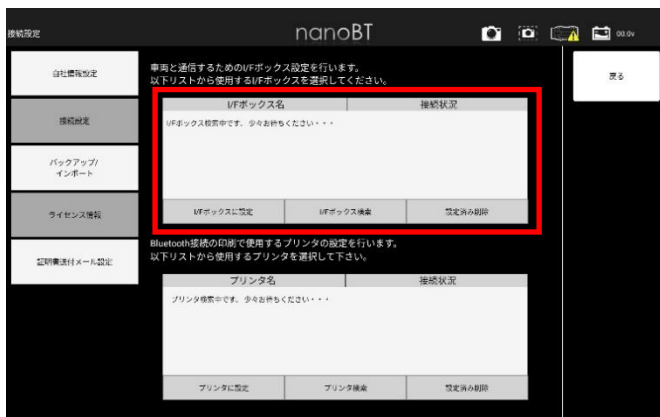 接続設定
nanoBT
00.0v
自社情報設定
接続設定
バックアップ/
インポート
ライセンス情報
証明書送付メール設定
車両と通信するためのI/Fボックス設定を行います。
以下リストから使用するI/Fボックスを選択してください。
I/Fボックス名 接続状況
I/Fボックス検索中です、少々お待ちください・・・
I/Fボックスに設定 I/Fボックス検索 設定済み削除
Bluetooth接続の印刷で使用するプリンタの設定を行います。
以下リストから使用するプリンタを選択して下さい。
プリンタ名 接続状況
プリンタ検索中です、少々お待ちください・・・
プリンタに設定 プリンタ検索 設定済み削除
戻る